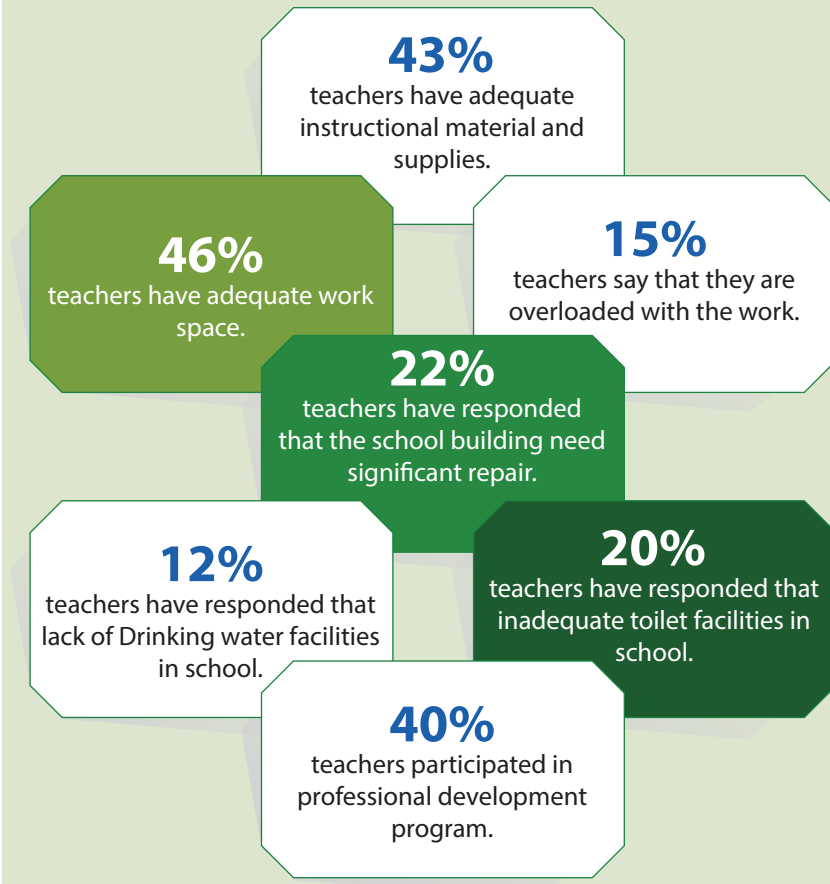 43%
teachers have adequate
instructional material and
supplies.
46%
teachers have adequate work
space.
15%
teachers say that they are
overloaded with the work.
22%
teachers have responded
that the school building need
significant repair.
12%
teachers have responded that
lack of Drinking water facilities
in school.
20%
teachers have responded that
inadequate toilet facilities in
school.
40%
teachers participated in
professional development
program.